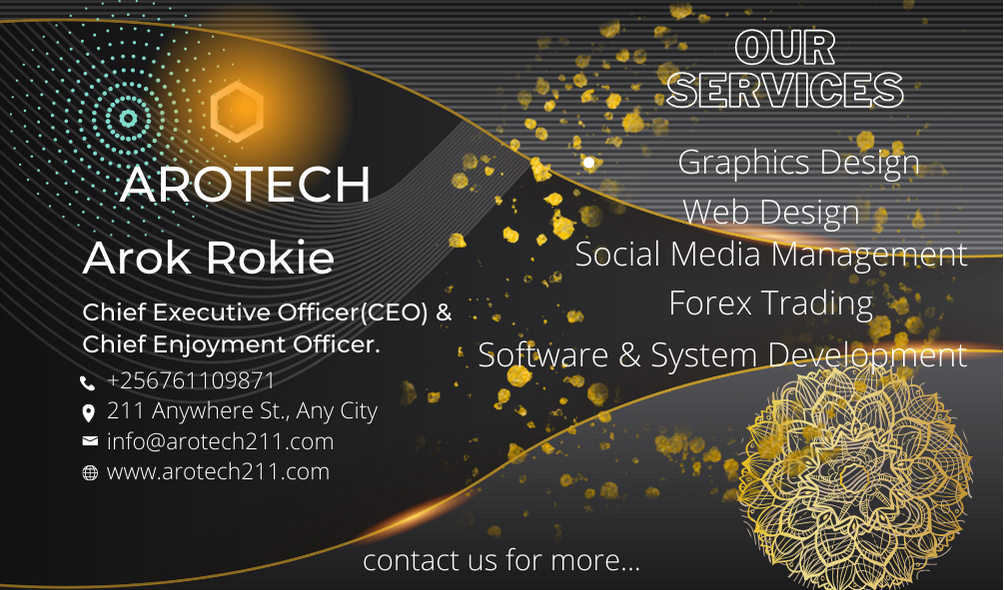 AROTECH
Arok Rokie
Chief Executive Officer(CEO) &
Chief Enjoyment Officer.
+256761109871
211 Anywhere St., Any City
info@arotech211.com
www.arotech211.com
OUR
SERVICES
Graphics Design
Web Design
Social Media Management
Forex Trading
Software & System Development
contact us for more...